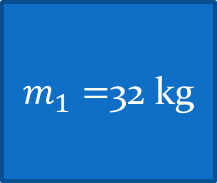 m₁ =32 kg